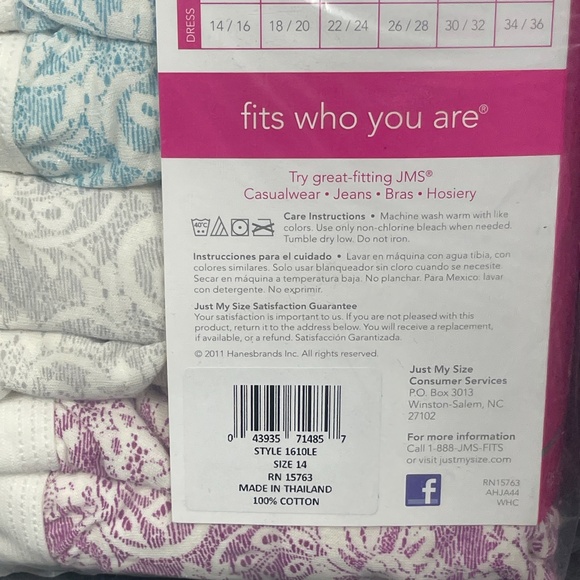 DRESS 14 / 16 18 / 20 22 / 24 26 / 28 30 / 32 34 / 36
fits who you are®
Try great-fitting JMS®
Casualwear • Jeans • Bras • Hosiery
40°C
Care Instructions • Machine wash warm with like
colors. Use only non-chlorine bleach when needed.
Tumble dry low. Do not iron.
Instrucciones para el cuidado • Lavar en máquina con agua tibia, con
colores similares. Solo usar blanqueador sin cloro cuando se necesite.
Secar en máquina a temperatura baja. No planchar. Para Mexico: lavar
con detergente. No exprimir.
Just My Size Satisfaction Guarantee
Your satisfaction is important to us. If you are not pleased with this
product, return it to the address below. You will receive a replacement,
if available, or a refund. Satisfacción Garantizada.
© 2011 Hanesbrands Inc. All rights reserved.
0 43935 71485 7
STYLE 1610LE
SIZE 14
RN 15763
MADE IN THAILAND
100% COTTON
Just My Size
Consumer Services
P.O. Box 3013
Winston-Salem, NC
27102
For more information
Call 1-888-JMS-FITS
or visit justmysize.com
f
RN15763
AHJA44
WHC